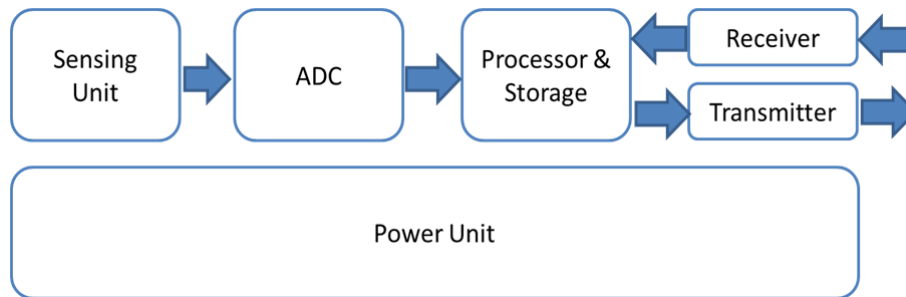 Sensing
Unit
ADC
Processor &
Storage
Receiver
Transmitter
Power Unit